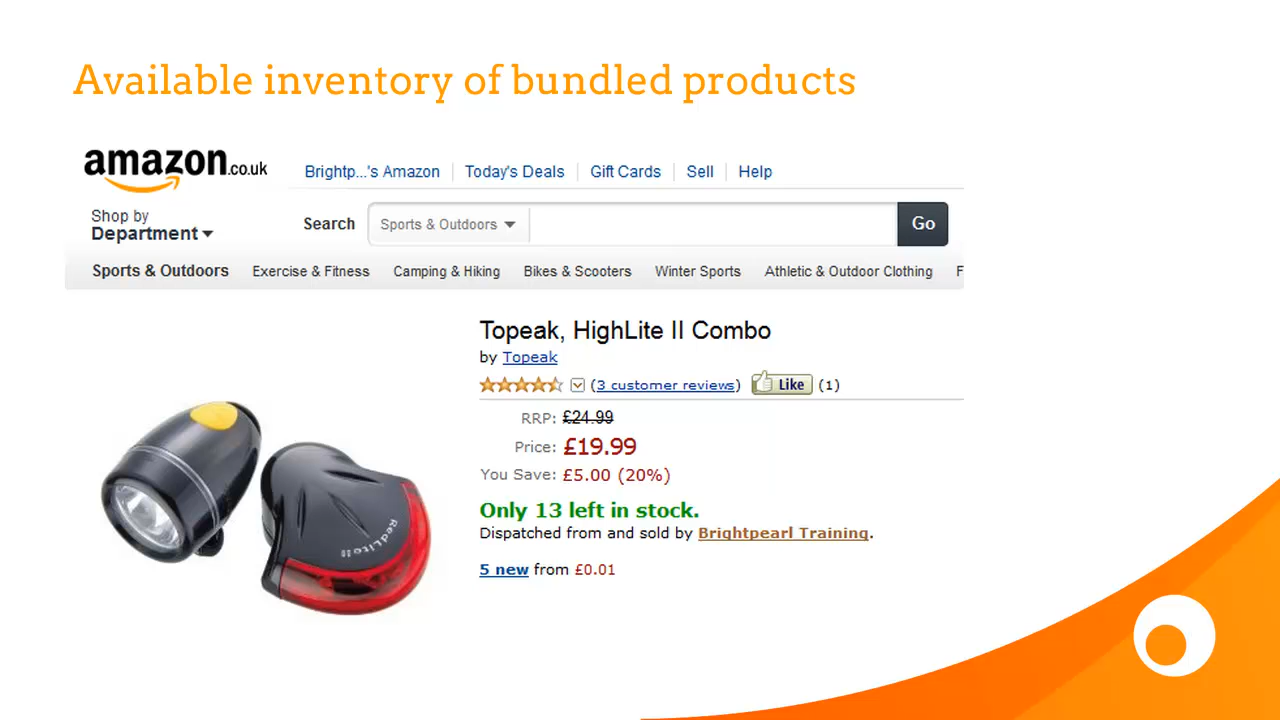 Available inventory of bundled products
amazon.co.uk
Brightp...'s Amazon Today's Deals Gift Cards Sell Help
Shop by
Department
Search Sports & Outdoors Go
Sports & Outdoors Exercise & Fitness Camping & Hiking Bikes & Scooters Winter Sports Athletic & Outdoor Clothing F
Topeak, HighLite II Combo
by Topeak
(3 customer reviews) Like (1)
RRP: £24.99
Price: £19.99
You Save: £5.00 (20%)
Only 13 left in stock.
Dispatched from and sold by Brightpearl Training.
5 new from £0.01
RedLite II